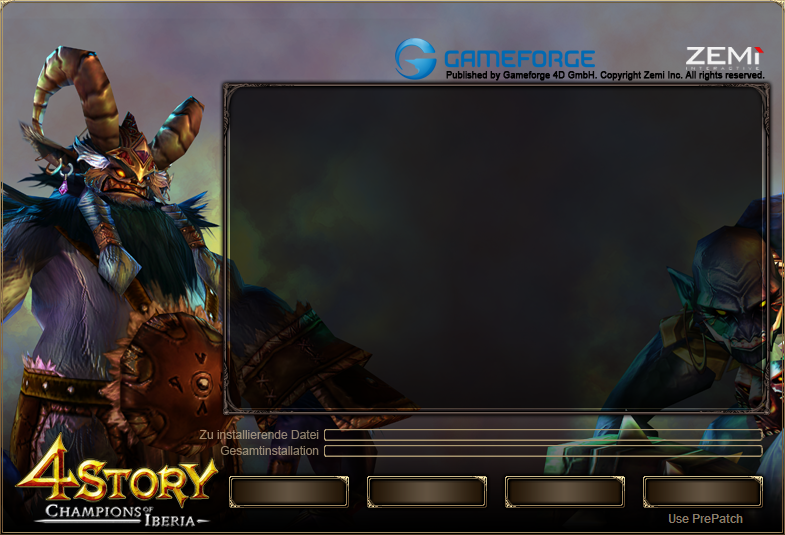 GAMEFORGE
ZEMi
INTERACTIVE
Published by Gameforge 4D GmbH. Copyright Zemi Inc. All rights reserved.
Zu installierende Datei
Gesamtinstallation
4STORY
CHAMPIONS OF IBERIA
Use PrePatch